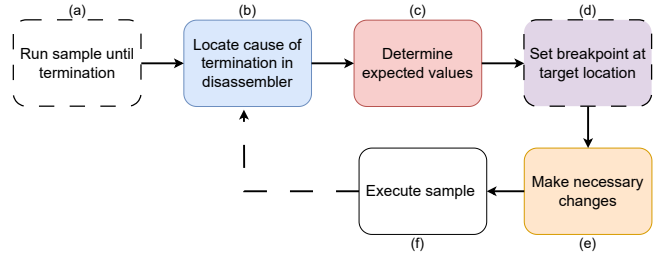 (a)
Run sample until
termination
(b)
Locate cause of
termination in
disassembler
(c)
Determine
expected values
(d)
Set breakpoint at
target location
Make necessary
changes
(e)
Execute sample
(f)